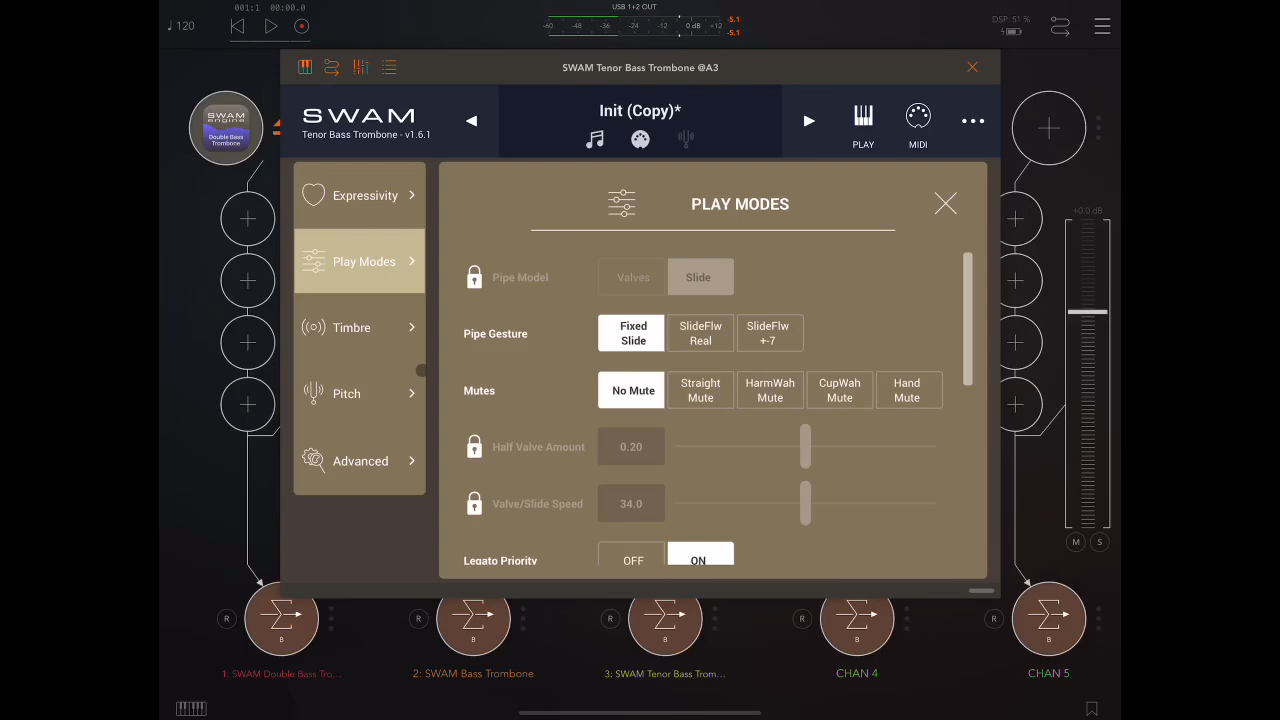 001:1 00:00.0
USB 1+2 OUT
♩ 120
-60 -48 -36 -24 -12 0 dB +12
-5.1
-5.1
DSP: 51 %
SWAM Tenor Bass Trombone @A3
SWAM
engine
Double Bass
Trombone
SWAM
Tenor Bass Trombone - v1.6.1
Init (Copy)*
PLAY
MIDI
Expressivity
Play Modes
Timbre
Pitch
Advanced
PLAY MODES
Pipe Model
Valves
Slide
Pipe Gesture
Fixed
Slide
SlideFlw
Real
SlideFlw
+-7
Mutes
No Mute
Straight
Mute
HarmWah
Mute
CupWah
Mute
Hand
Mute
Half Valve Amount
0.20
Valve/Slide Speed
34.0
Legato Priority
OFF
ON
+0.0 dB
M
S
R
B
R
B
R
B
R
B
R
B
1: SWAM Double Bass Tro...
2: SWAM Bass Trombone
3: SWAM Tenor Bass Trom...
CHAN 4
CHAN 5